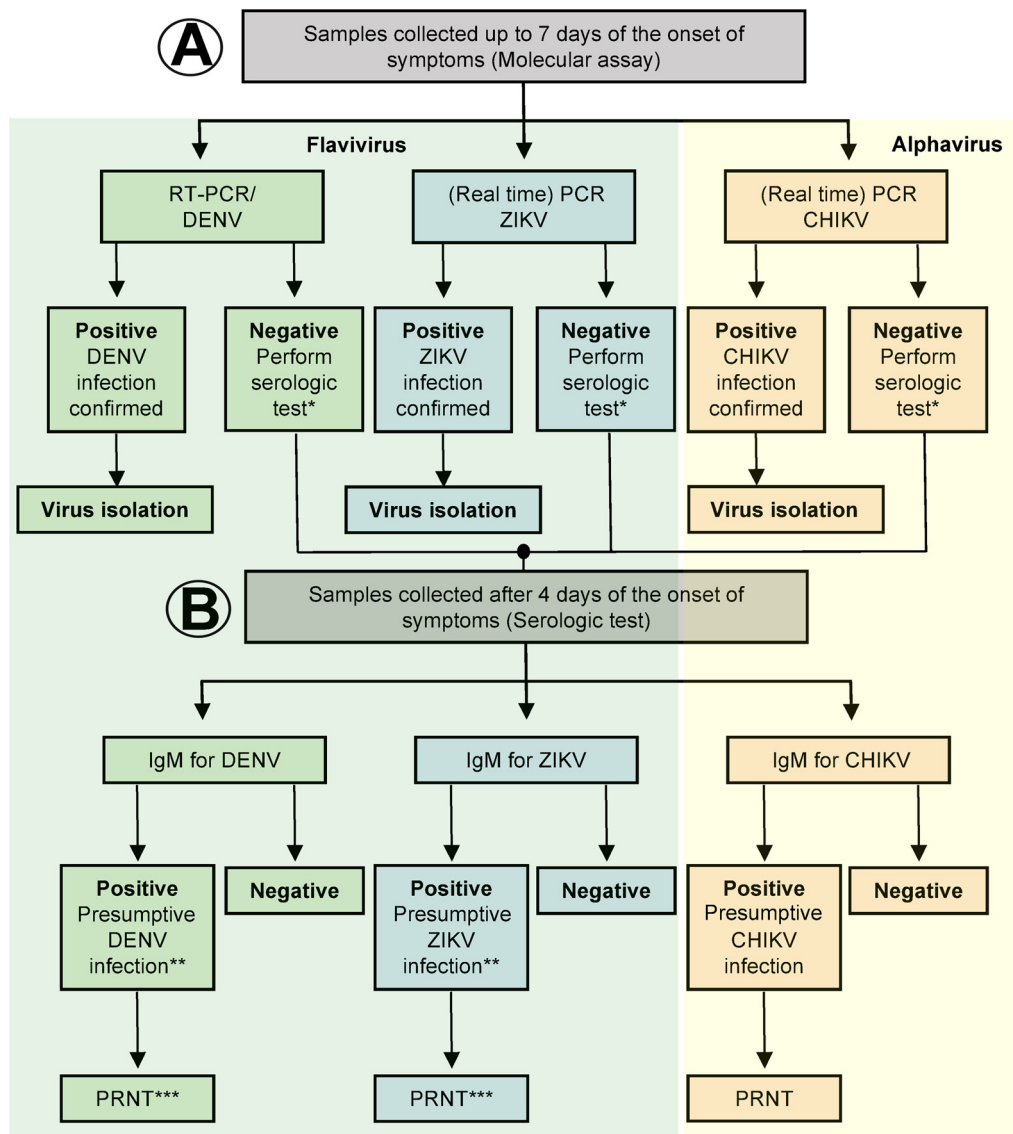 A
Samples collected up to 7 days of the onset of
symptoms (Molecular assay)
Flavivirus
Alphavirus
RT-PCR/
DENV
(Real time) PCR
ZIKV
(Real time) PCR
CHIKV
Positive
DENV
infection
confirmed
Negative
Perform
serologic
test*
Positive
ZIKV
infection
confirmed
Negative
Perform
serologic
test*
Positive
CHIKV
infection
confirmed
Negative
Perform
serologic
test*
Virus isolation
Virus isolation
Virus isolation
B
Samples collected after 4 days of the onset of
symptoms (Serologic test)
IgM for DENV
IgM for ZIKV
IgM for CHIKV
Positive
Presumptive
DENV
infection**
Negative
Positive
Presumptive
ZIKV
infection**
Negative
Positive
Presumptive
CHIKV
infection
Negative
PRNT***
PRNT***
PRNT